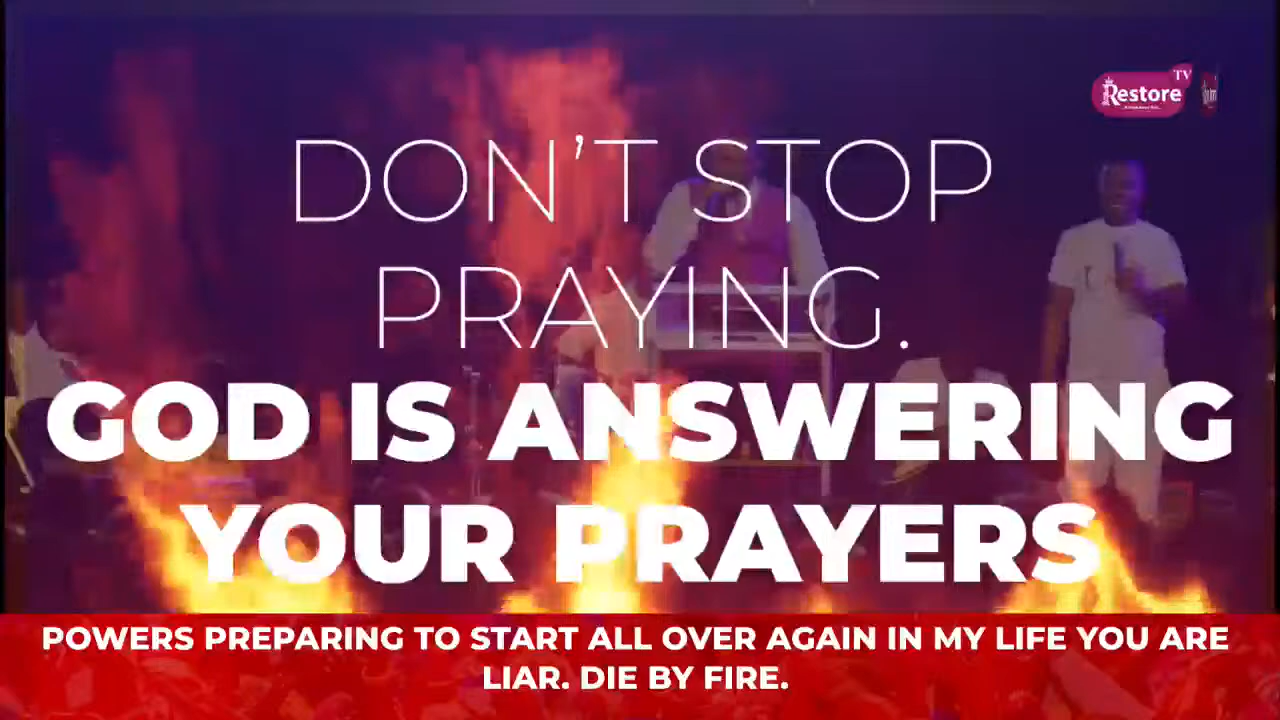 Restore TV
DON'T STOP
PRAYING.
GOD IS ANSWERING
YOUR PRAYERS
POWERS PREPARING TO START ALL OVER AGAIN IN MY LIFE YOU ARE
LIAR. DIE BY FIRE.